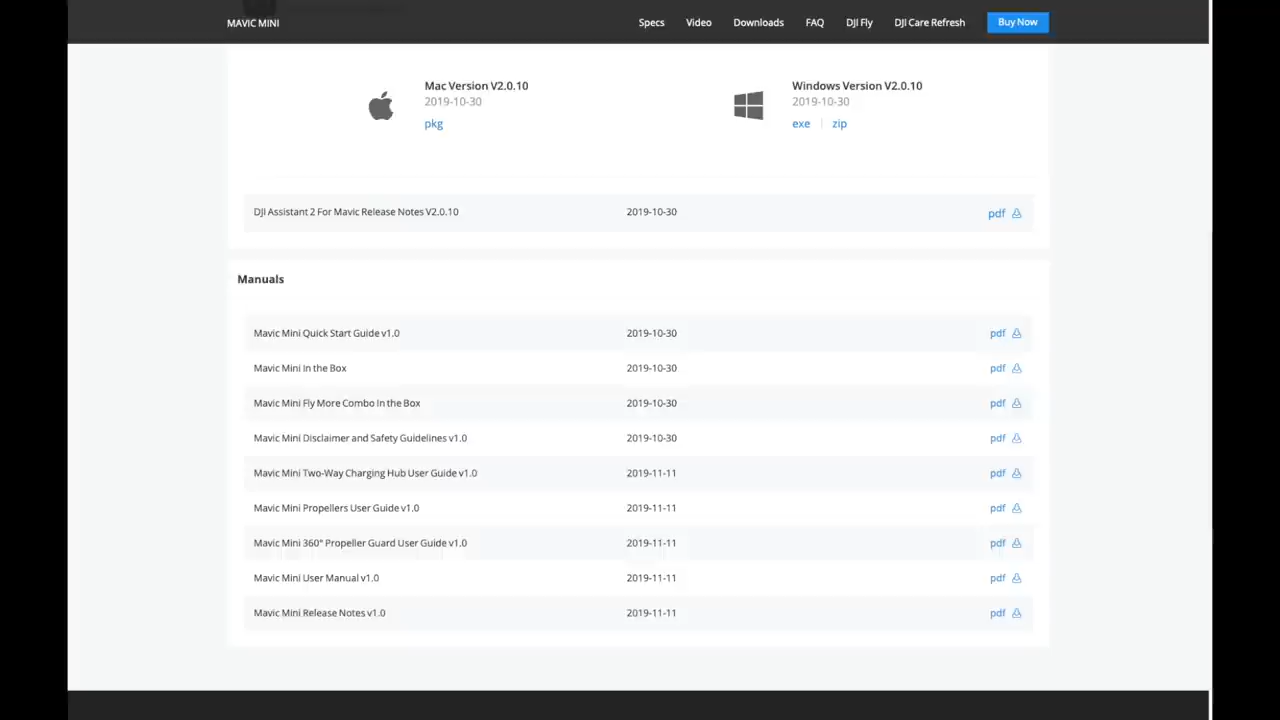 MAVIC MINI Specs Video Downloads FAQ DJI Fly DJI Care Refresh Buy Now
Mac Version V2.0.10
2019-10-30
pkg
Windows Version V2.0.10
2019-10-30
exe zip
DJI Assistant 2 For Mavic Release Notes V2.0.10 2019-10-30 pdf
Manuals
Mavic Mini Quick Start Guide v1.0 2019-10-30 pdf
Mavic Mini In the Box 2019-10-30 pdf
Mavic Mini Fly More Combo In the Box 2019-10-30 pdf
Mavic Mini Disclaimer and Safety Guidelines v1.0 2019-10-30 pdf
Mavic Mini Two-Way Charging Hub User Guide v1.0 2019-11-11 pdf
Mavic Mini Propellers User Guide v1.0 2019-11-11 pdf
Mavic Mini 360° Propeller Guard User Guide v1.0 2019-11-11 pdf
Mavic Mini User Manual v1.0 2019-11-11 pdf
Mavic Mini Release Notes v1.0 2019-11-11 pdf